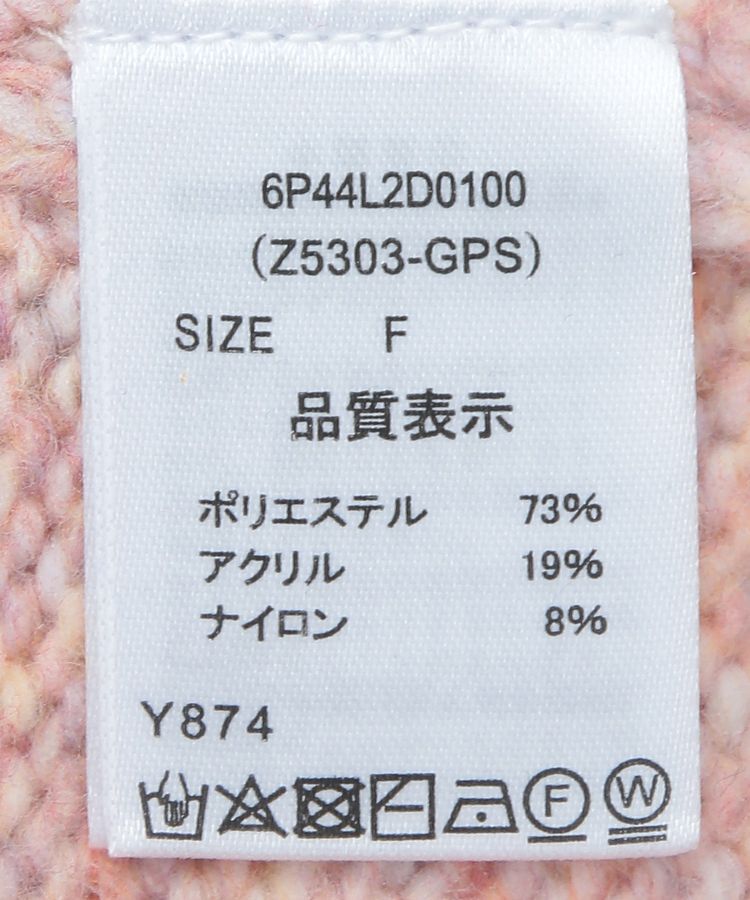 6P44L2D0100
(Z5303-GPS)
SIZE F
品質表示
ポリエステル 73%
アクリル 19%
ナイロン 8%
Y874
F W